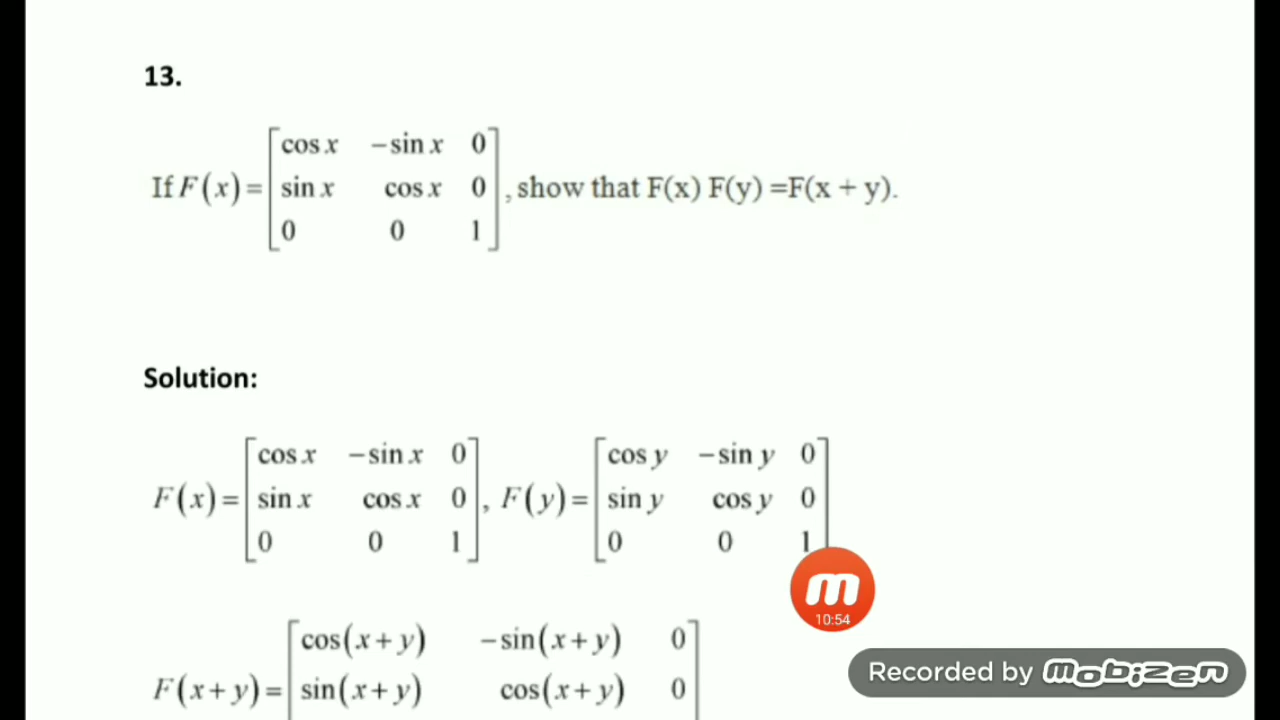 13.
If F(x) = [cos x -sin x 0
sin x cos x 0
0 0 1], show that F(x) F(y) =F(x + y).
Solution:
F(x) = [cos x -sin x 0
sin x cos x 0
0 0 1], F(y) = [cos y -sin y 0
sin y cos y 0
0 0 1]
m
10:54
F(x+y) = [cos(x+y) -sin(x+y) 0
sin(x+y) cos(x+y) 0
Recorded by mobizen